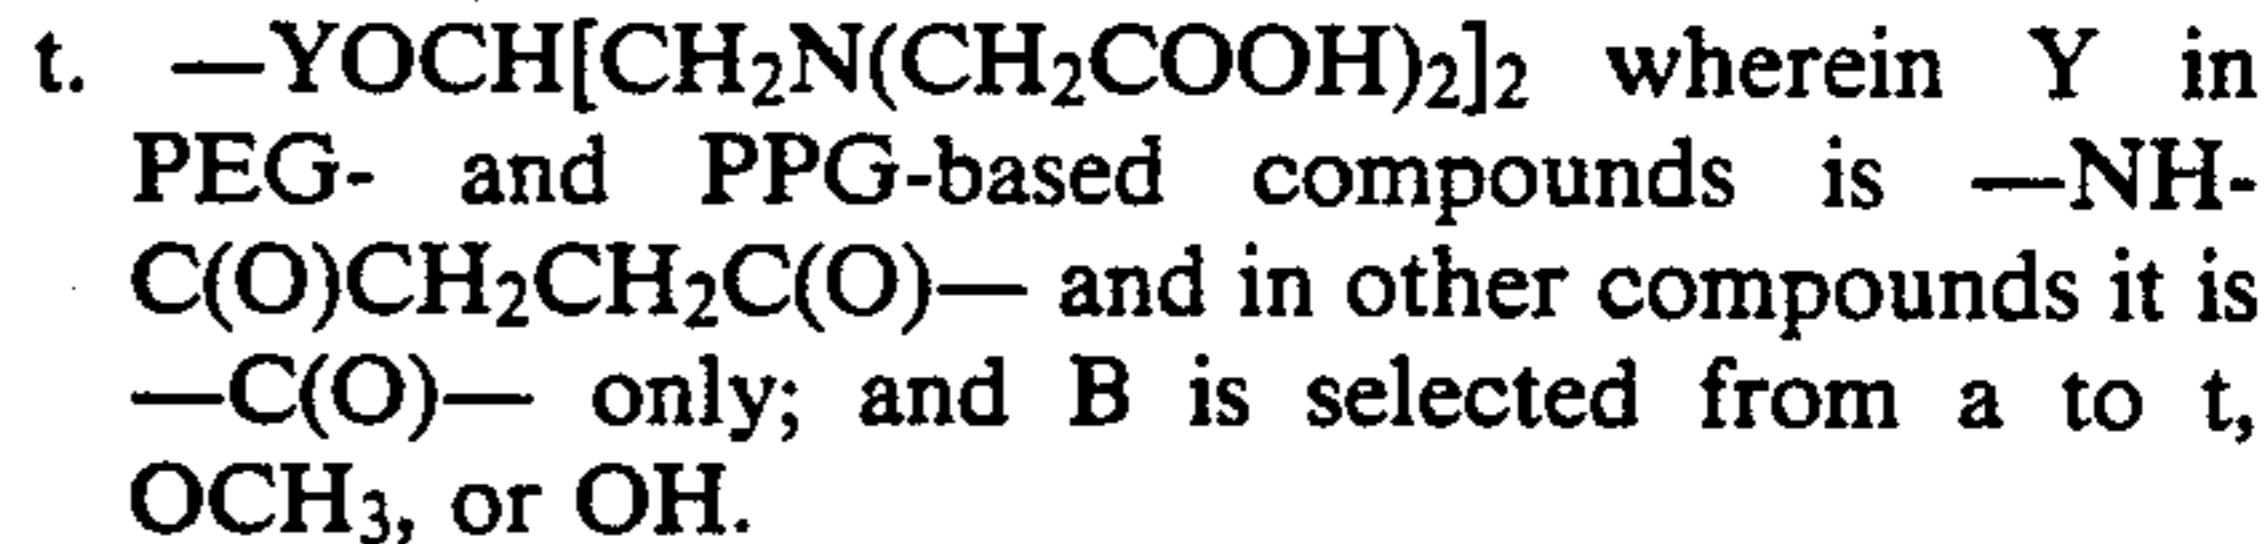 t. —YOCH[CH₂N(CH₂COOH)₂]₂ wherein Y in
PEG- and PPG-based compounds is —NH-
C(O)CH₂CH₂C(O)— and in other compounds it is
—C(O)— only; and B is selected from a to t,
OCH₃, or OH.